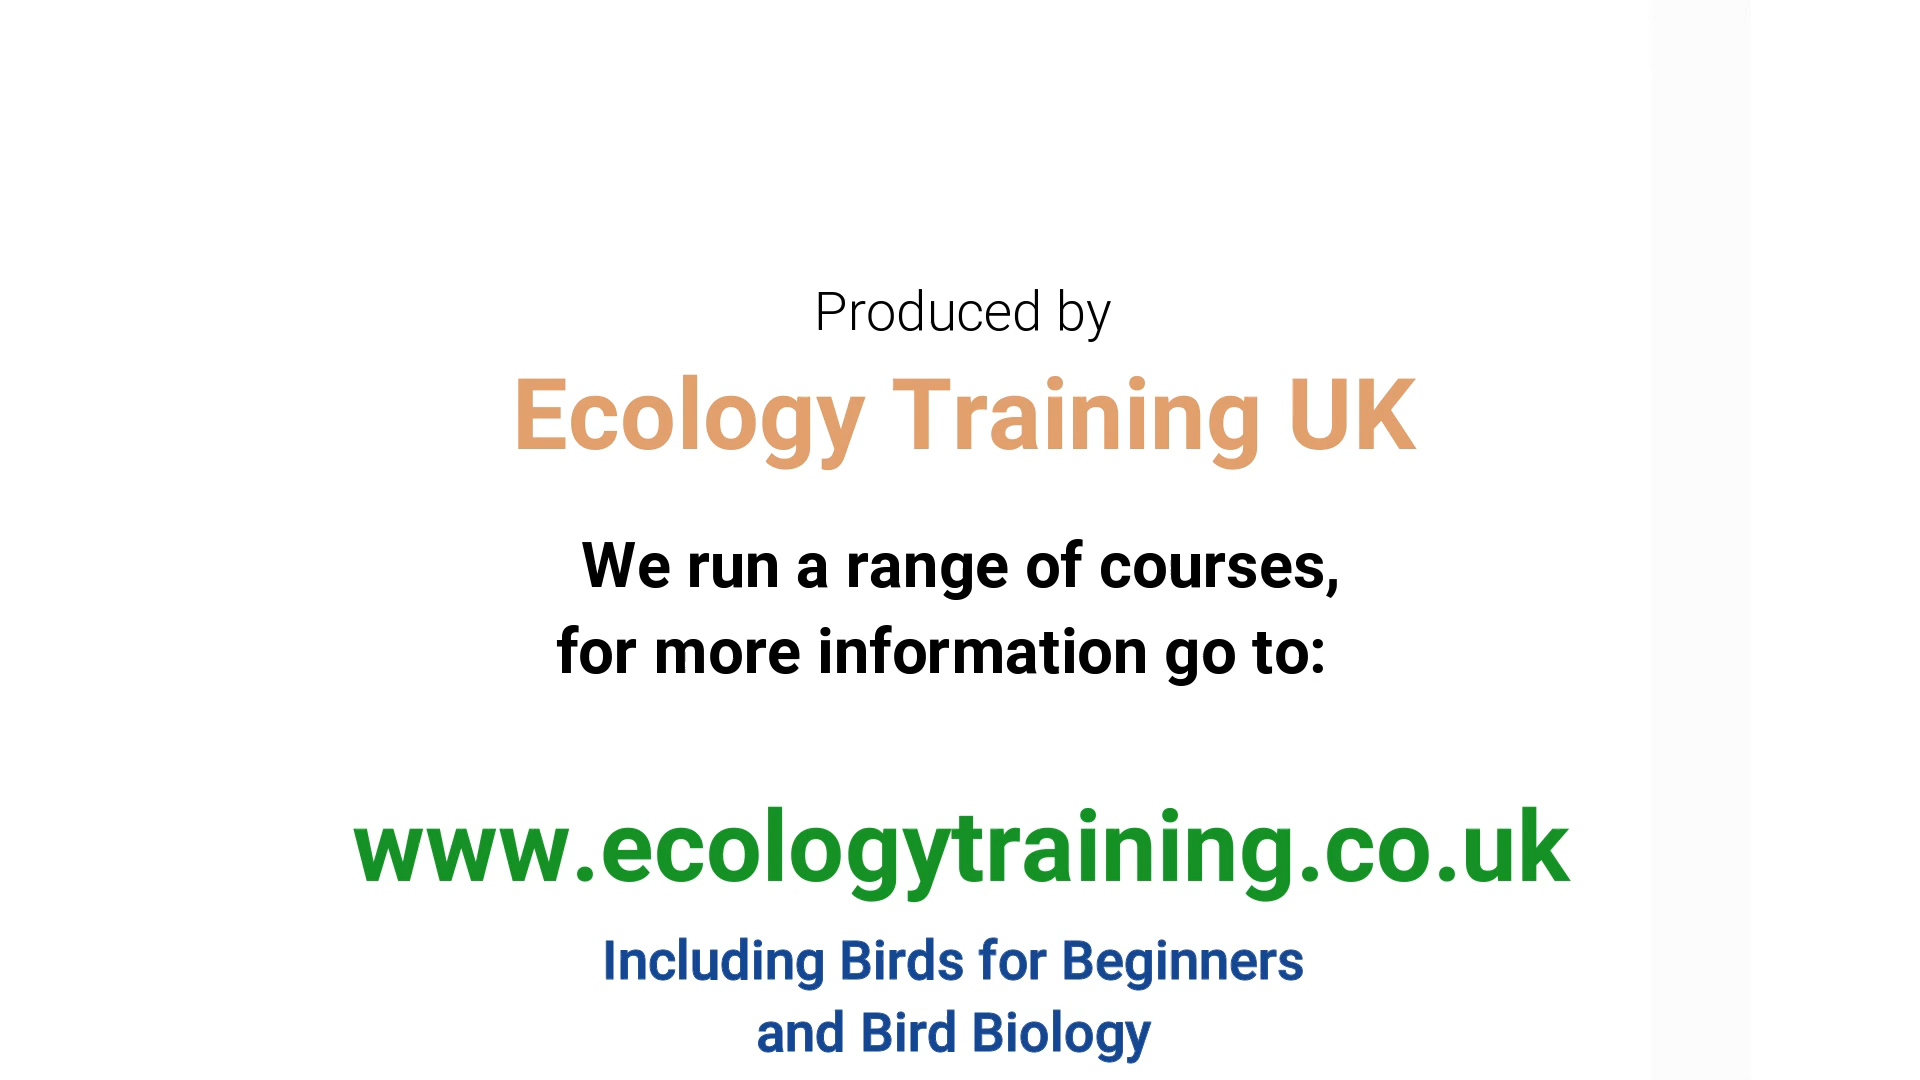 Produced by
Ecology Training UK
We run a range of courses,
for more information go to:
www.ecologytraining.co.uk
Including Birds for Beginners
and Bird Biology